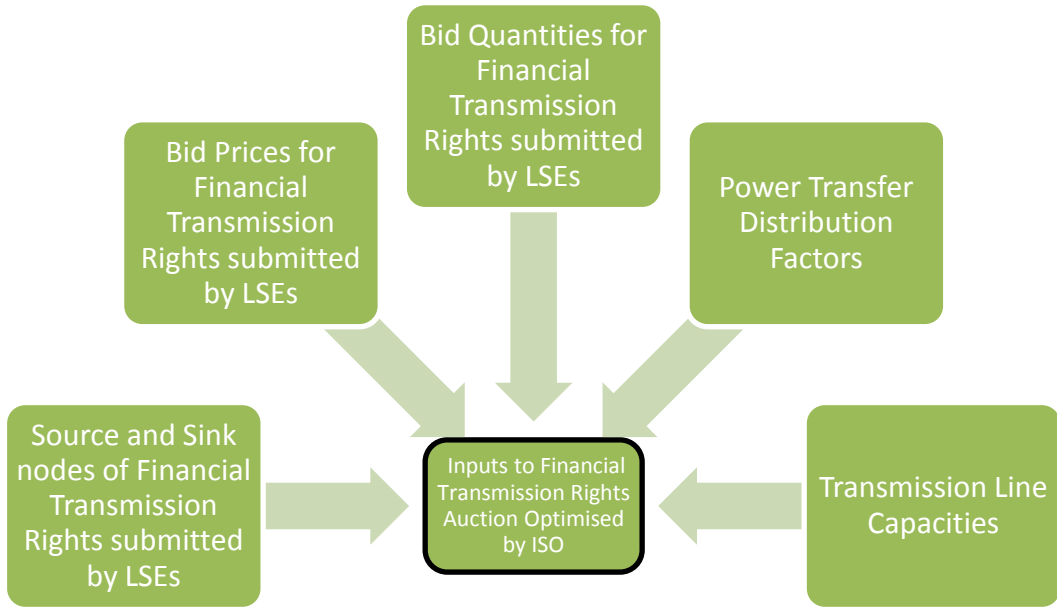 Bid Quantities for
Financial
Transmission
Rights submitted
by LSEs
Bid Prices for
Financial
Transmission
Rights submitted
by LSEs
Power Transfer
Distribution
Factors
Source and Sink
nodes of Financial
Transmission
Rights submitted
by LSEs
Inputs to Financial
Transmission Rights
Auction Optimised
by ISO
Transmission Line
Capacities